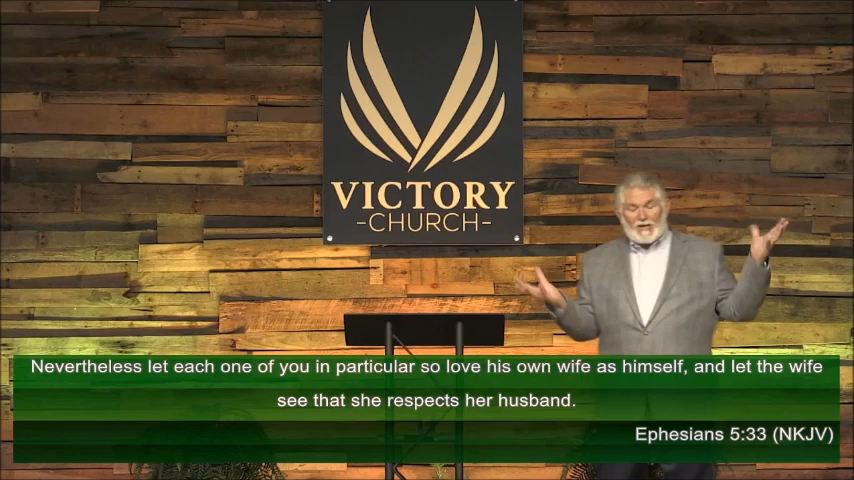 VICTORY
-CHURCH-
Nevertheless let each one of you in particular so love his own wife as himself, and let the wife
see that she respects her husband.
Ephesians 5:33 (NKJV)